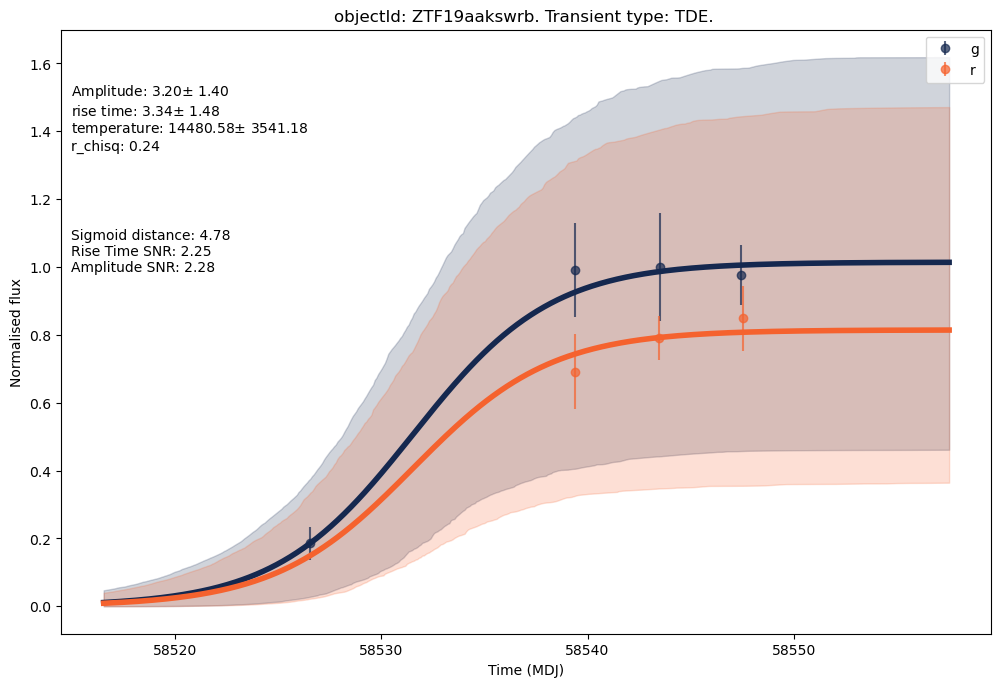 objectId: ZTF19aakswrb. Transient type: TDE.
g
r
Amplitude: 3.20± 1.40
rise time: 3.34± 1.48
temperature: 14480.58± 3541.18
r_chisq: 0.24
Sigmoid distance: 4.78
Rise Time SNR: 2.25
Amplitude SNR: 2.28
Normalised flux
1.6
1.4
1.2
1.0
0.8
0.6
0.4
0.2
0.0
58520 58530 58540 58550
Time (MDJ)